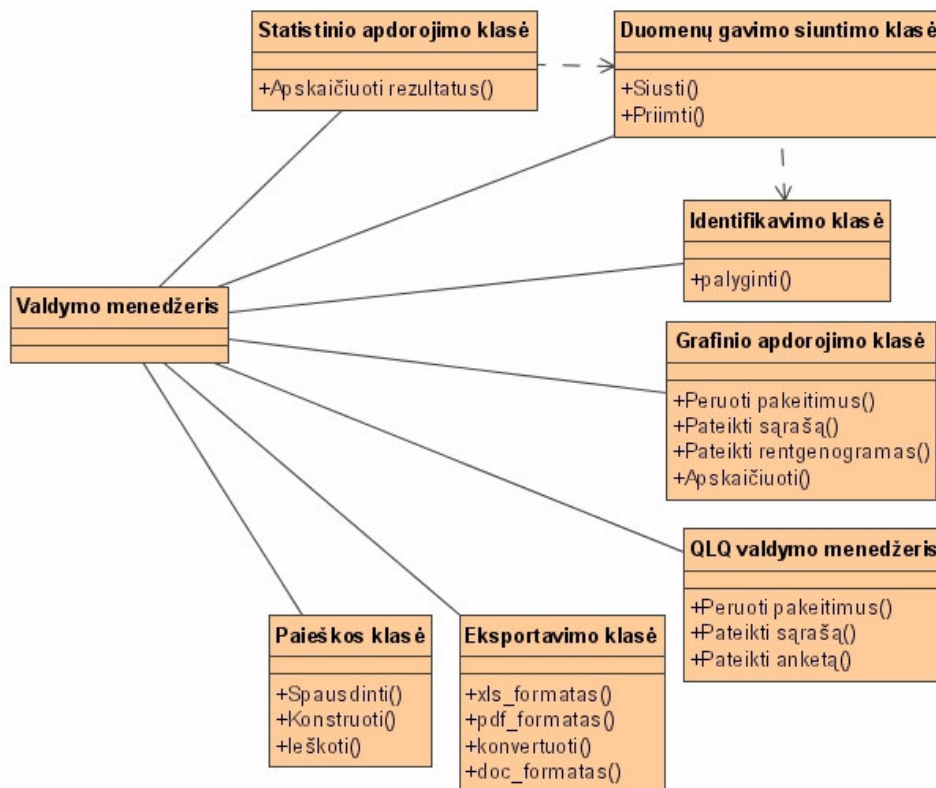 Statistinio apdorojimo klasė
+Apskaičiuoti rezultatus()
Duomenų gavimo siuntimo klasė
+Siusti()
+Priimti()
Identifikavimo klasė
+palyginti()
Valdymo menedžeris
Grafinio apdorojimo klasė
+Peruoti pakeitimus()
+Pateikti sąrašą()
+Pateikti rentgenogramas()
+Apskaičiuoti()
QLQ valdymo menedžeris
+Peruoti pakeitimus()
+Pateikti sąrašą()
+Pateikti anketą()
Paieškos klasė
+Spausdinti()
+Konstruoti()
+Ieškoti()
Eksportavimo klasė
+xls_formatas()
+pdf_formatas()
+konvertuoti()
+doc_formatas()